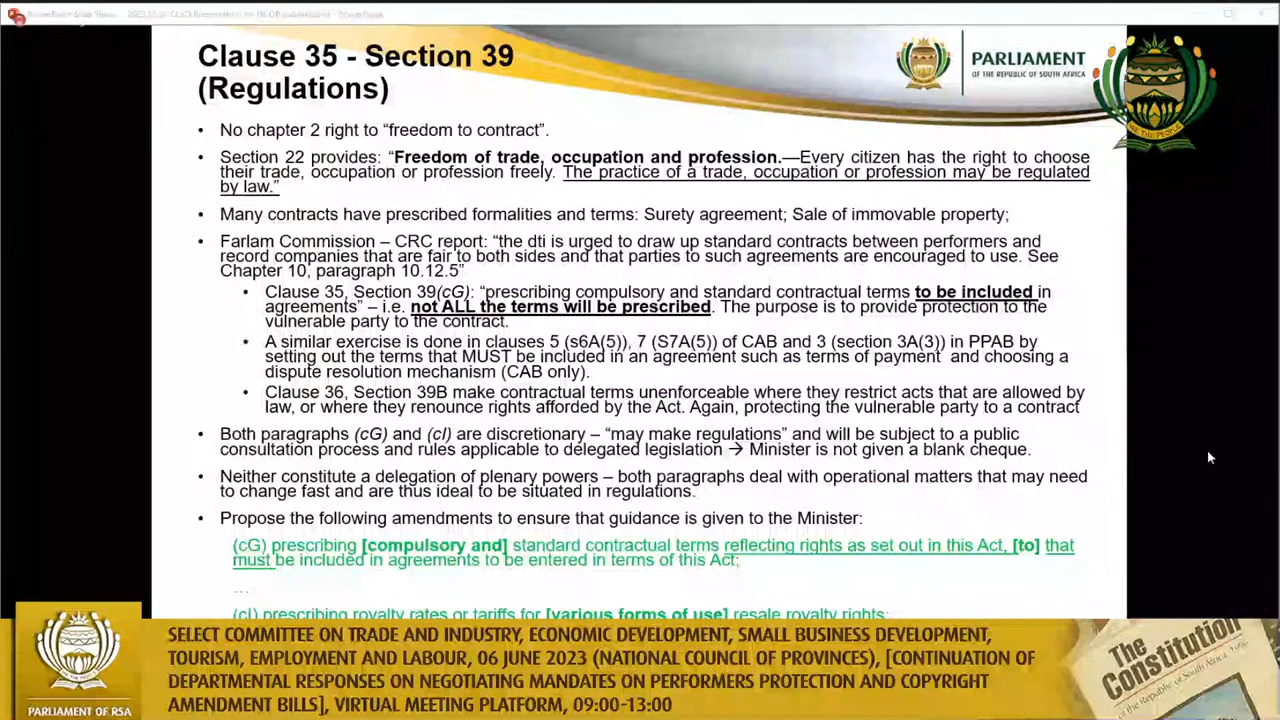 Clause 35 - Section 39
(Regulations)
PARLIAMENT
OF THE REPUBLIC OF SOUTH AFRICA
WE THE PEOPLE
• No chapter 2 right to “freedom to contract”.
• Section 22 provides: “Freedom of trade, occupation and profession.—Every citizen has the right to choose
their trade, occupation or profession freely. The practice of a trade, occupation or profession may be regulated
by law.”
• Many contracts have prescribed formalities and terms: Surety agreement; Sale of immovable property;
• Farlam Commission – CRC report: “the dti is urged to draw up standard contracts between performers and
record companies that are fair to both sides and that parties to such agreements are encouraged to use. See
Chapter 10, paragraph 10.12.5”
• Clause 35, Section 39(cG): “prescribing compulsory and standard contractual terms to be included in
agreements” – i.e. not ALL the terms will be prescribed. The purpose is to provide protection to the
vulnerable party to the contract.
• A similar exercise is done in clauses 5 (s6A(5)), 7 (S7A(5)) of CAB and 3 (section 3A(3)) in PPAB by
setting out the terms that MUST be included in an agreement such as terms of payment and choosing a
dispute resolution mechanism (CAB only).
• Clause 36, Section 39B make contractual terms unenforceable where they restrict acts that are allowed by
law, or where they renounce rights afforded by the Act. Again, protecting the vulnerable party to a contract
• Both paragraphs (cG) and (cI) are discretionary – “may make regulations” and will be subject to a public
consultation process and rules applicable to delegated legislation → Minister is not given a blank cheque.
• Neither constitute a delegation of plenary powers – both paragraphs deal with operational matters that may need
to change fast and are thus ideal to be situated in regulations.
• Propose the following amendments to ensure that guidance is given to the Minister:
(cG) prescribing [compulsory and] standard contractual terms reflecting rights as set out in this Act, [to] that
must be included in agreements to be entered in terms of this Act;
…
(cI) prescribing royalty rates or tariffs for [various forms of use] resale royalty rights;
SELECT COMMITTEE ON TRADE AND INDUSTRY, ECONOMIC DEVELOPMENT, SMALL BUSINESS DEVELOPMENT,
TOURISM, EMPLOYMENT AND LABOUR, 06 JUNE 2023 (NATIONAL COUNCIL OF PROVINCES), [CONTINUATION OF
DEPARTMENTAL RESPONSES ON NEGOTIATING MANDATES ON PERFORMERS PROTECTION AND COPYRIGHT
AMENDMENT BILLS], VIRTUAL MEETING PLATFORM, 09:00-13:00
PARLIAMENT OF RSA
The
Constitution